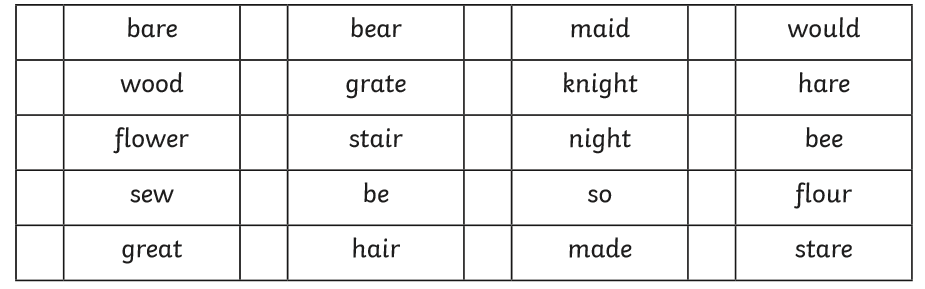 bare bear maid would
wood grate knight hare
flower stair night bee
sew be so flour
great hair made stare